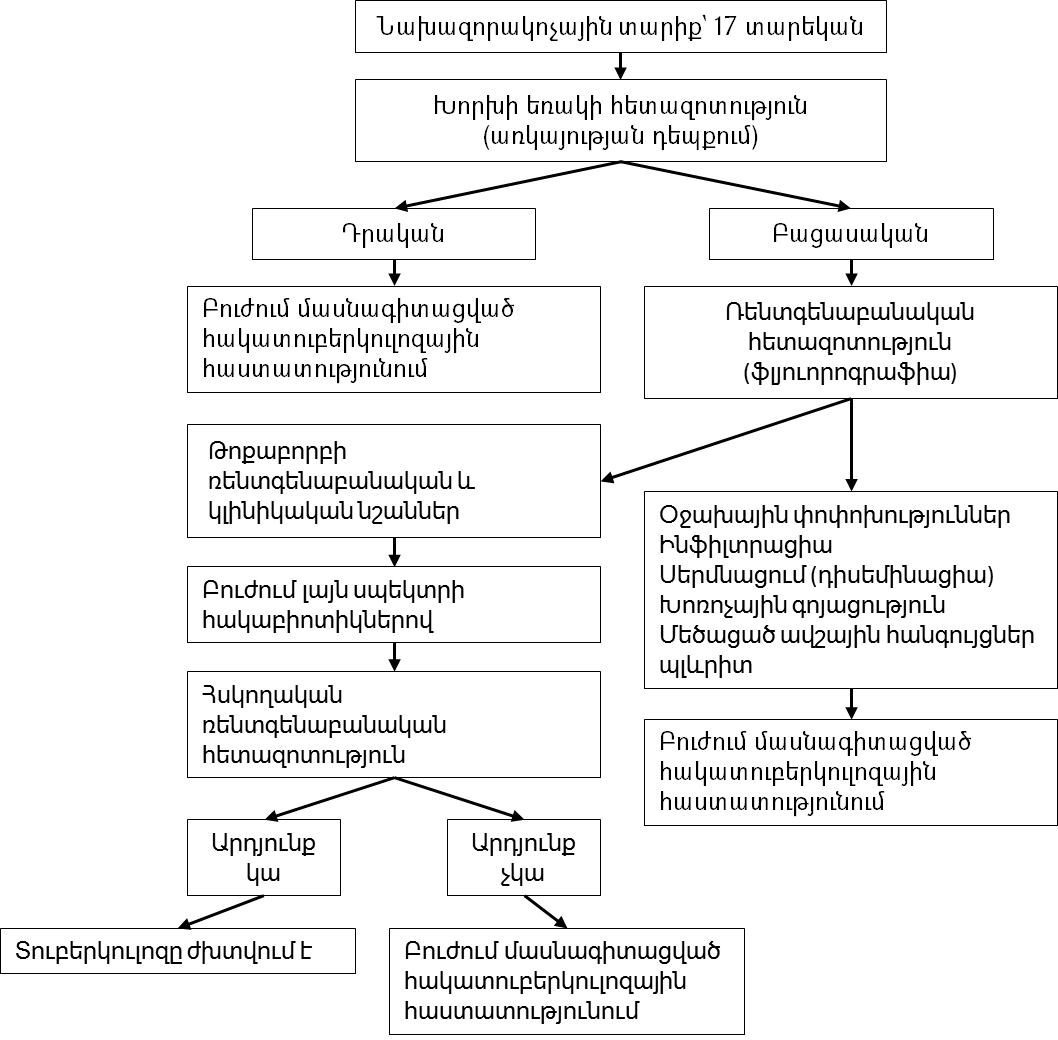 Նախազորակոչային տարիք՝ 17 տարեկան
Խորխի եռակի հետազոտություն
(առկայության դեպքում)
Դրական
Բացասական
Բուժում մասնագիտացված
հակատուբերկուլոզային
հաստատությունում
Ռենտգենաբանական
հետազոտություն
(ֆլյուորոգրաֆիա)
Թոքաբորբի
ռենտգենաբանական և
կլինիկական նշաններ
Օջախային փոփոխություններ
Ինֆիլտրացիա
Սերմնացում (դիսեմինացիա)
Խոռոչային գոյացություն
Մեծացած ավշային հանգույցներ
պլևրիտ
Բուժում լայն սպեկտրի
հակաբիոտիկներով
Հսկողական
ռենտգենաբանական
հետազոտություն
Բուժում մասնագիտացված
հակատուբերկուլոզային
հաստատությունում
Արդյունք
կա
Արդյունք
չկա
Տուբերկուլոզը ժխտվում է
Բուժում մասնագիտացված
հակատուբերկուլոզային
հաստատությունում